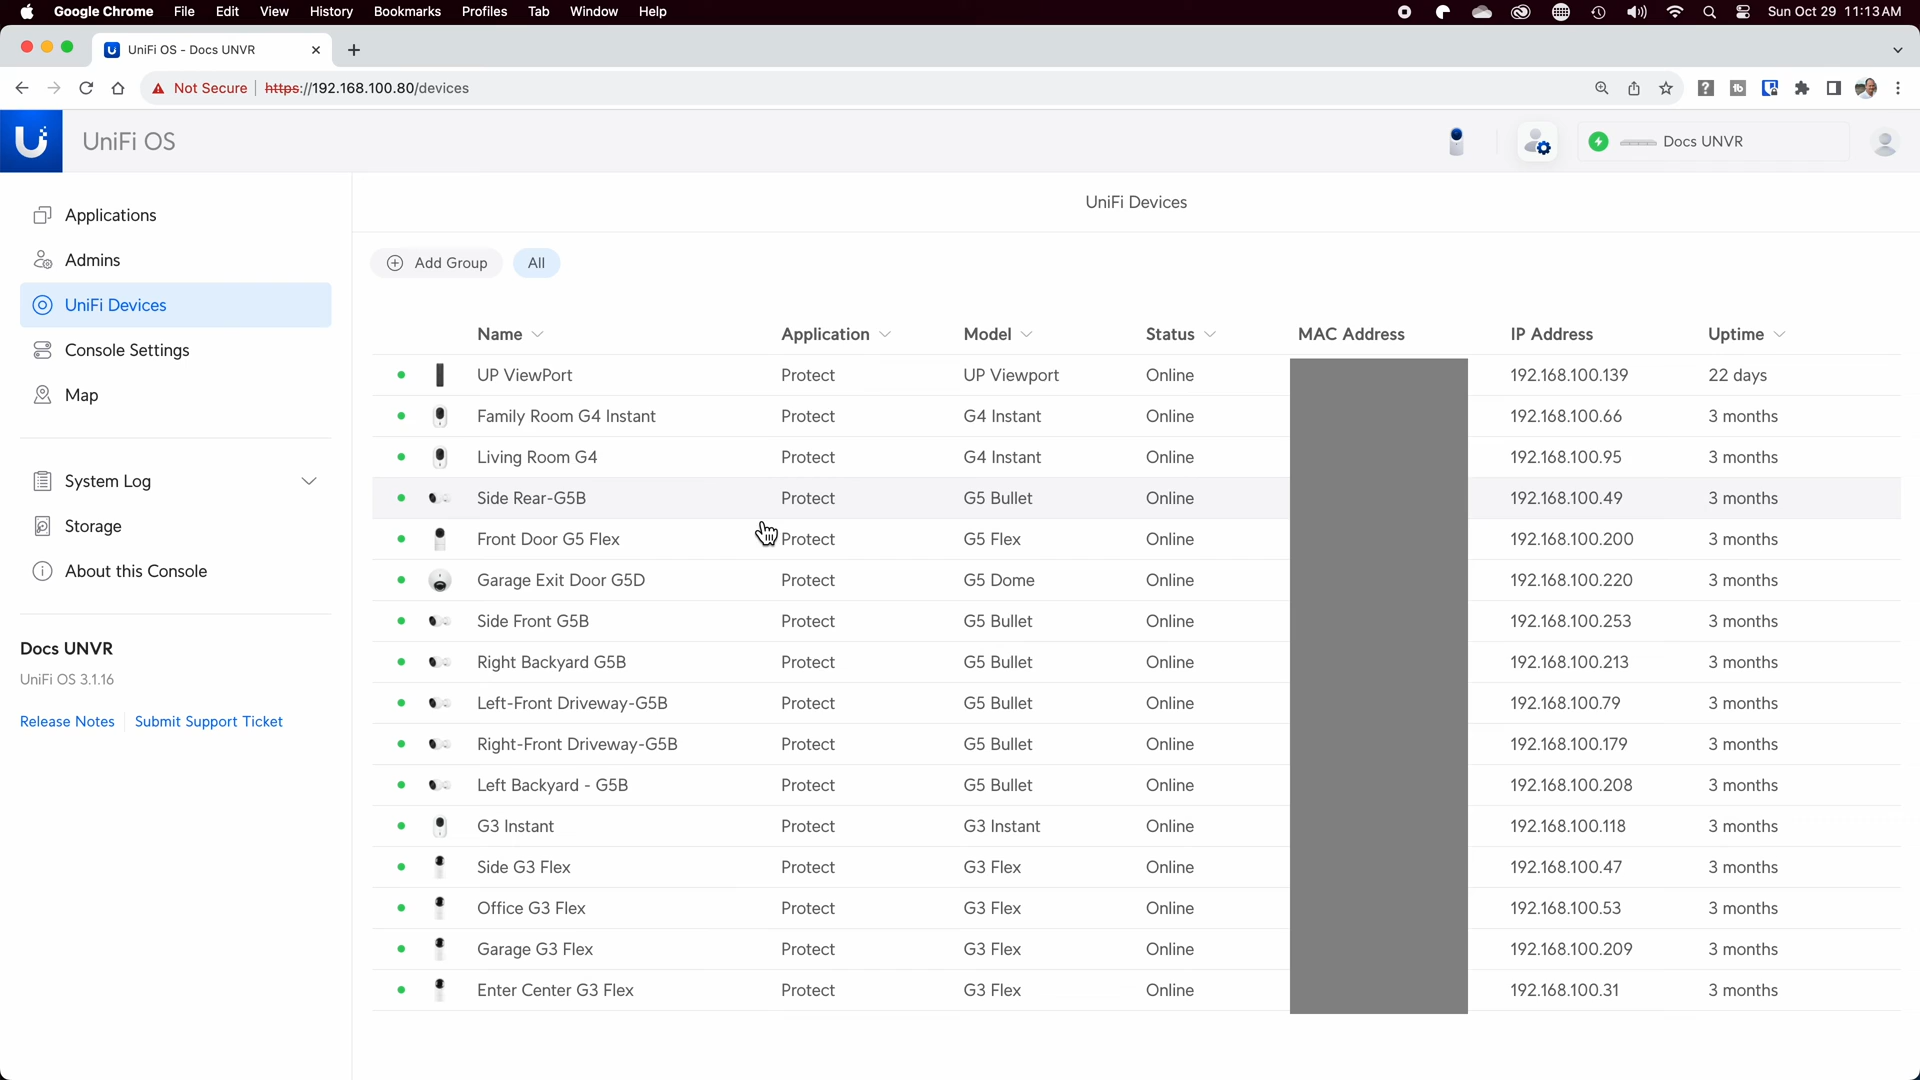 Google Chrome File Edit View History Bookmarks Profiles Tab Window Help Sun Oct 29 11:13 AM
UniFi OS - Docs UNVR
Not Secure https://192.168.100.80/devices
UniFi OS Docs UNVR
Applications
Admins
UniFi Devices
Console Settings
Map
System Log
Storage
About this Console
Docs UNVR
UniFi OS 3.1.16
Release Notes Submit Support Ticket
UniFi Devices
Add Group All
Name Application Model Status MAC Address IP Address Uptime
UP ViewPort Protect UP Viewport Online 192.168.100.139 22 days
Family Room G4 Instant Protect G4 Instant Online 192.168.100.66 3 months
Living Room G4 Protect G4 Instant Online 192.168.100.95 3 months
Side Rear-G5B Protect G5 Bullet Online 192.168.100.49 3 months
Front Door G5 Flex Protect G5 Flex Online 192.168.100.200 3 months
Garage Exit Door G5D Protect G5 Dome Online 192.168.100.220 3 months
Side Front G5B Protect G5 Bullet Online 192.168.100.253 3 months
Right Backyard G5B Protect G5 Bullet Online 192.168.100.213 3 months
Left-Front Driveway-G5B Protect G5 Bullet Online 192.168.100.79 3 months
Right-Front Driveway-G5B Protect G5 Bullet Online 192.168.100.179 3 months
Left Backyard - G5B Protect G5 Bullet Online 192.168.100.208 3 months
G3 Instant Protect G3 Instant Online 192.168.100.118 3 months
Side G3 Flex Protect G3 Flex Online 192.168.100.47 3 months
Office G3 Flex Protect G3 Flex Online 192.168.100.53 3 months
Garage G3 Flex Protect G3 Flex Online 192.168.100.209 3 months
Enter Center G3 Flex Protect G3 Flex Online 192.168.100.31 3 months